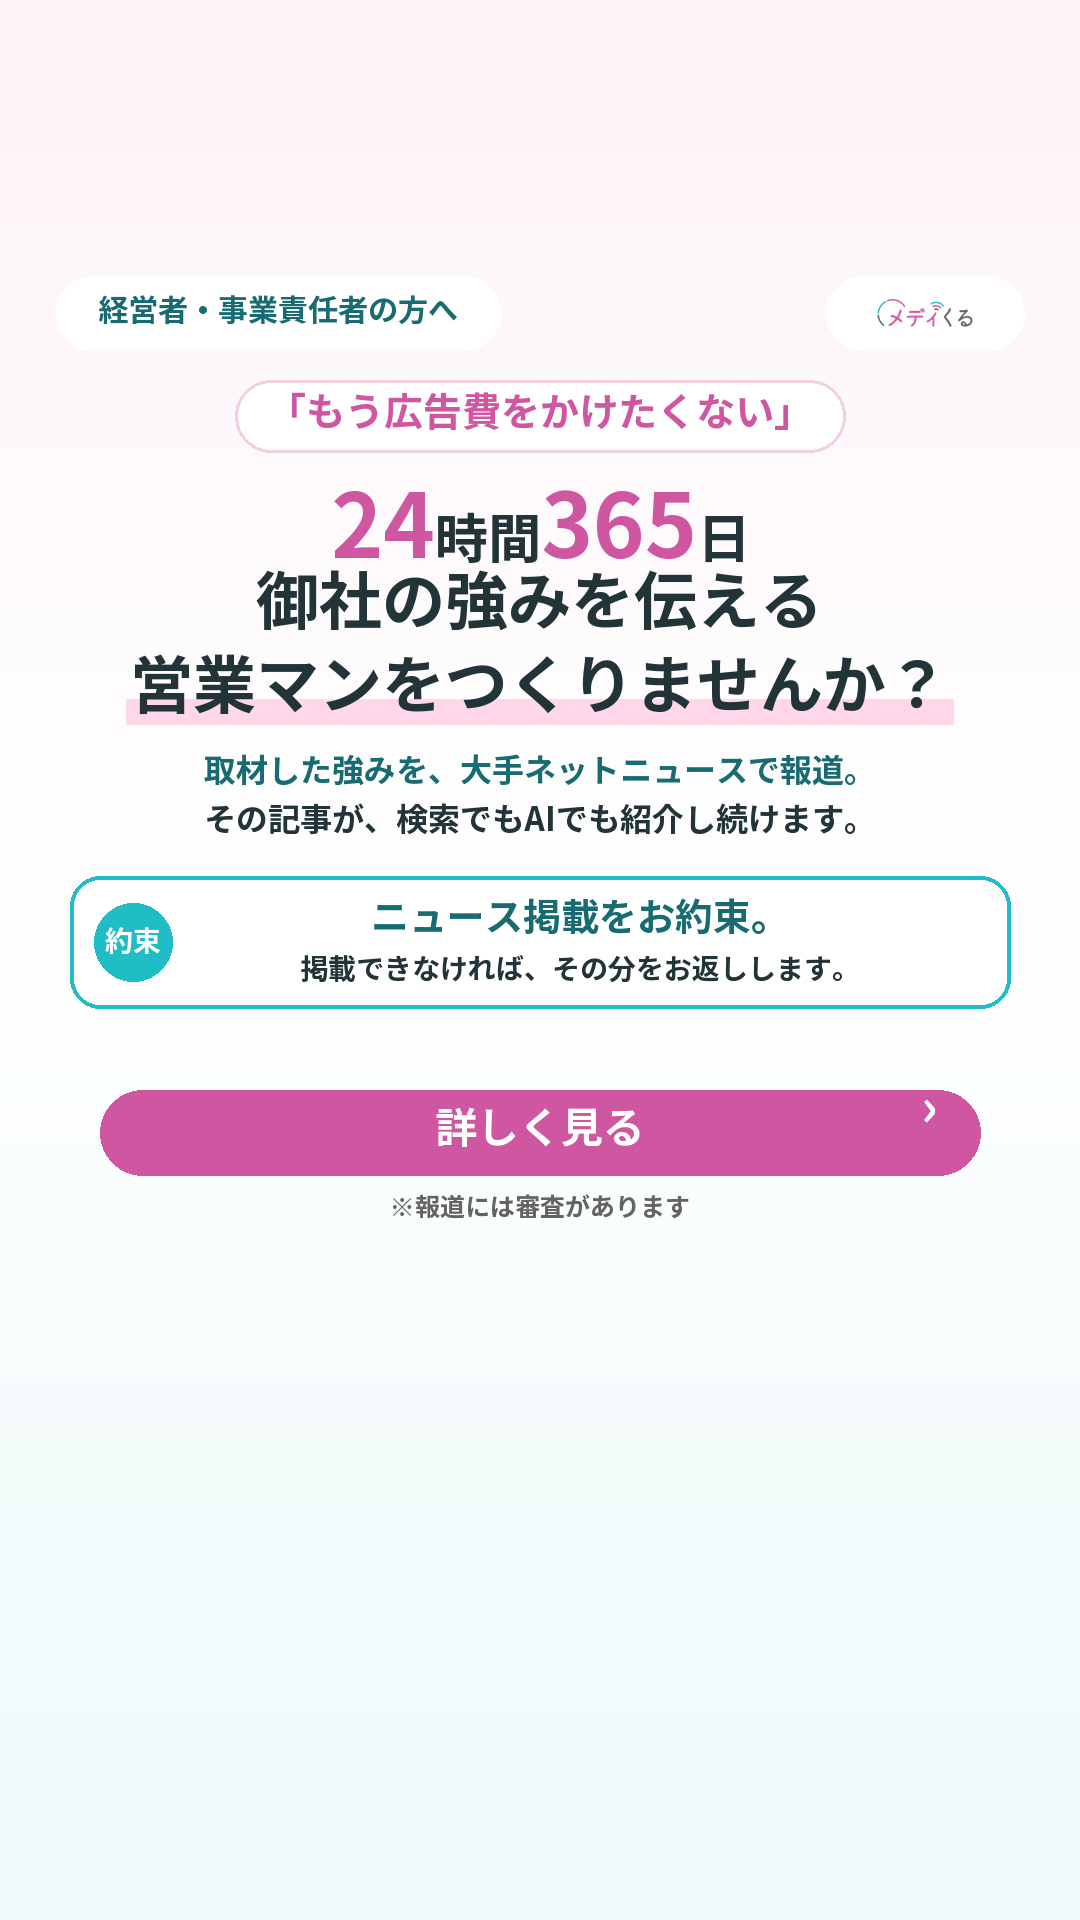 経営者・事業責任者の方へ
メディくる
「もう広告費をかけたくない」
24時間365日
御社の強みを伝える
営業マンをつくりませんか？
取材した強みを、大手ネットニュースで報道。
その記事が、検索でもAIでも紹介し続けます。
約束
ニュース掲載をお約束。
掲載できなければ、その分をお返しします。
詳しく見る ›
※報道には審査があります